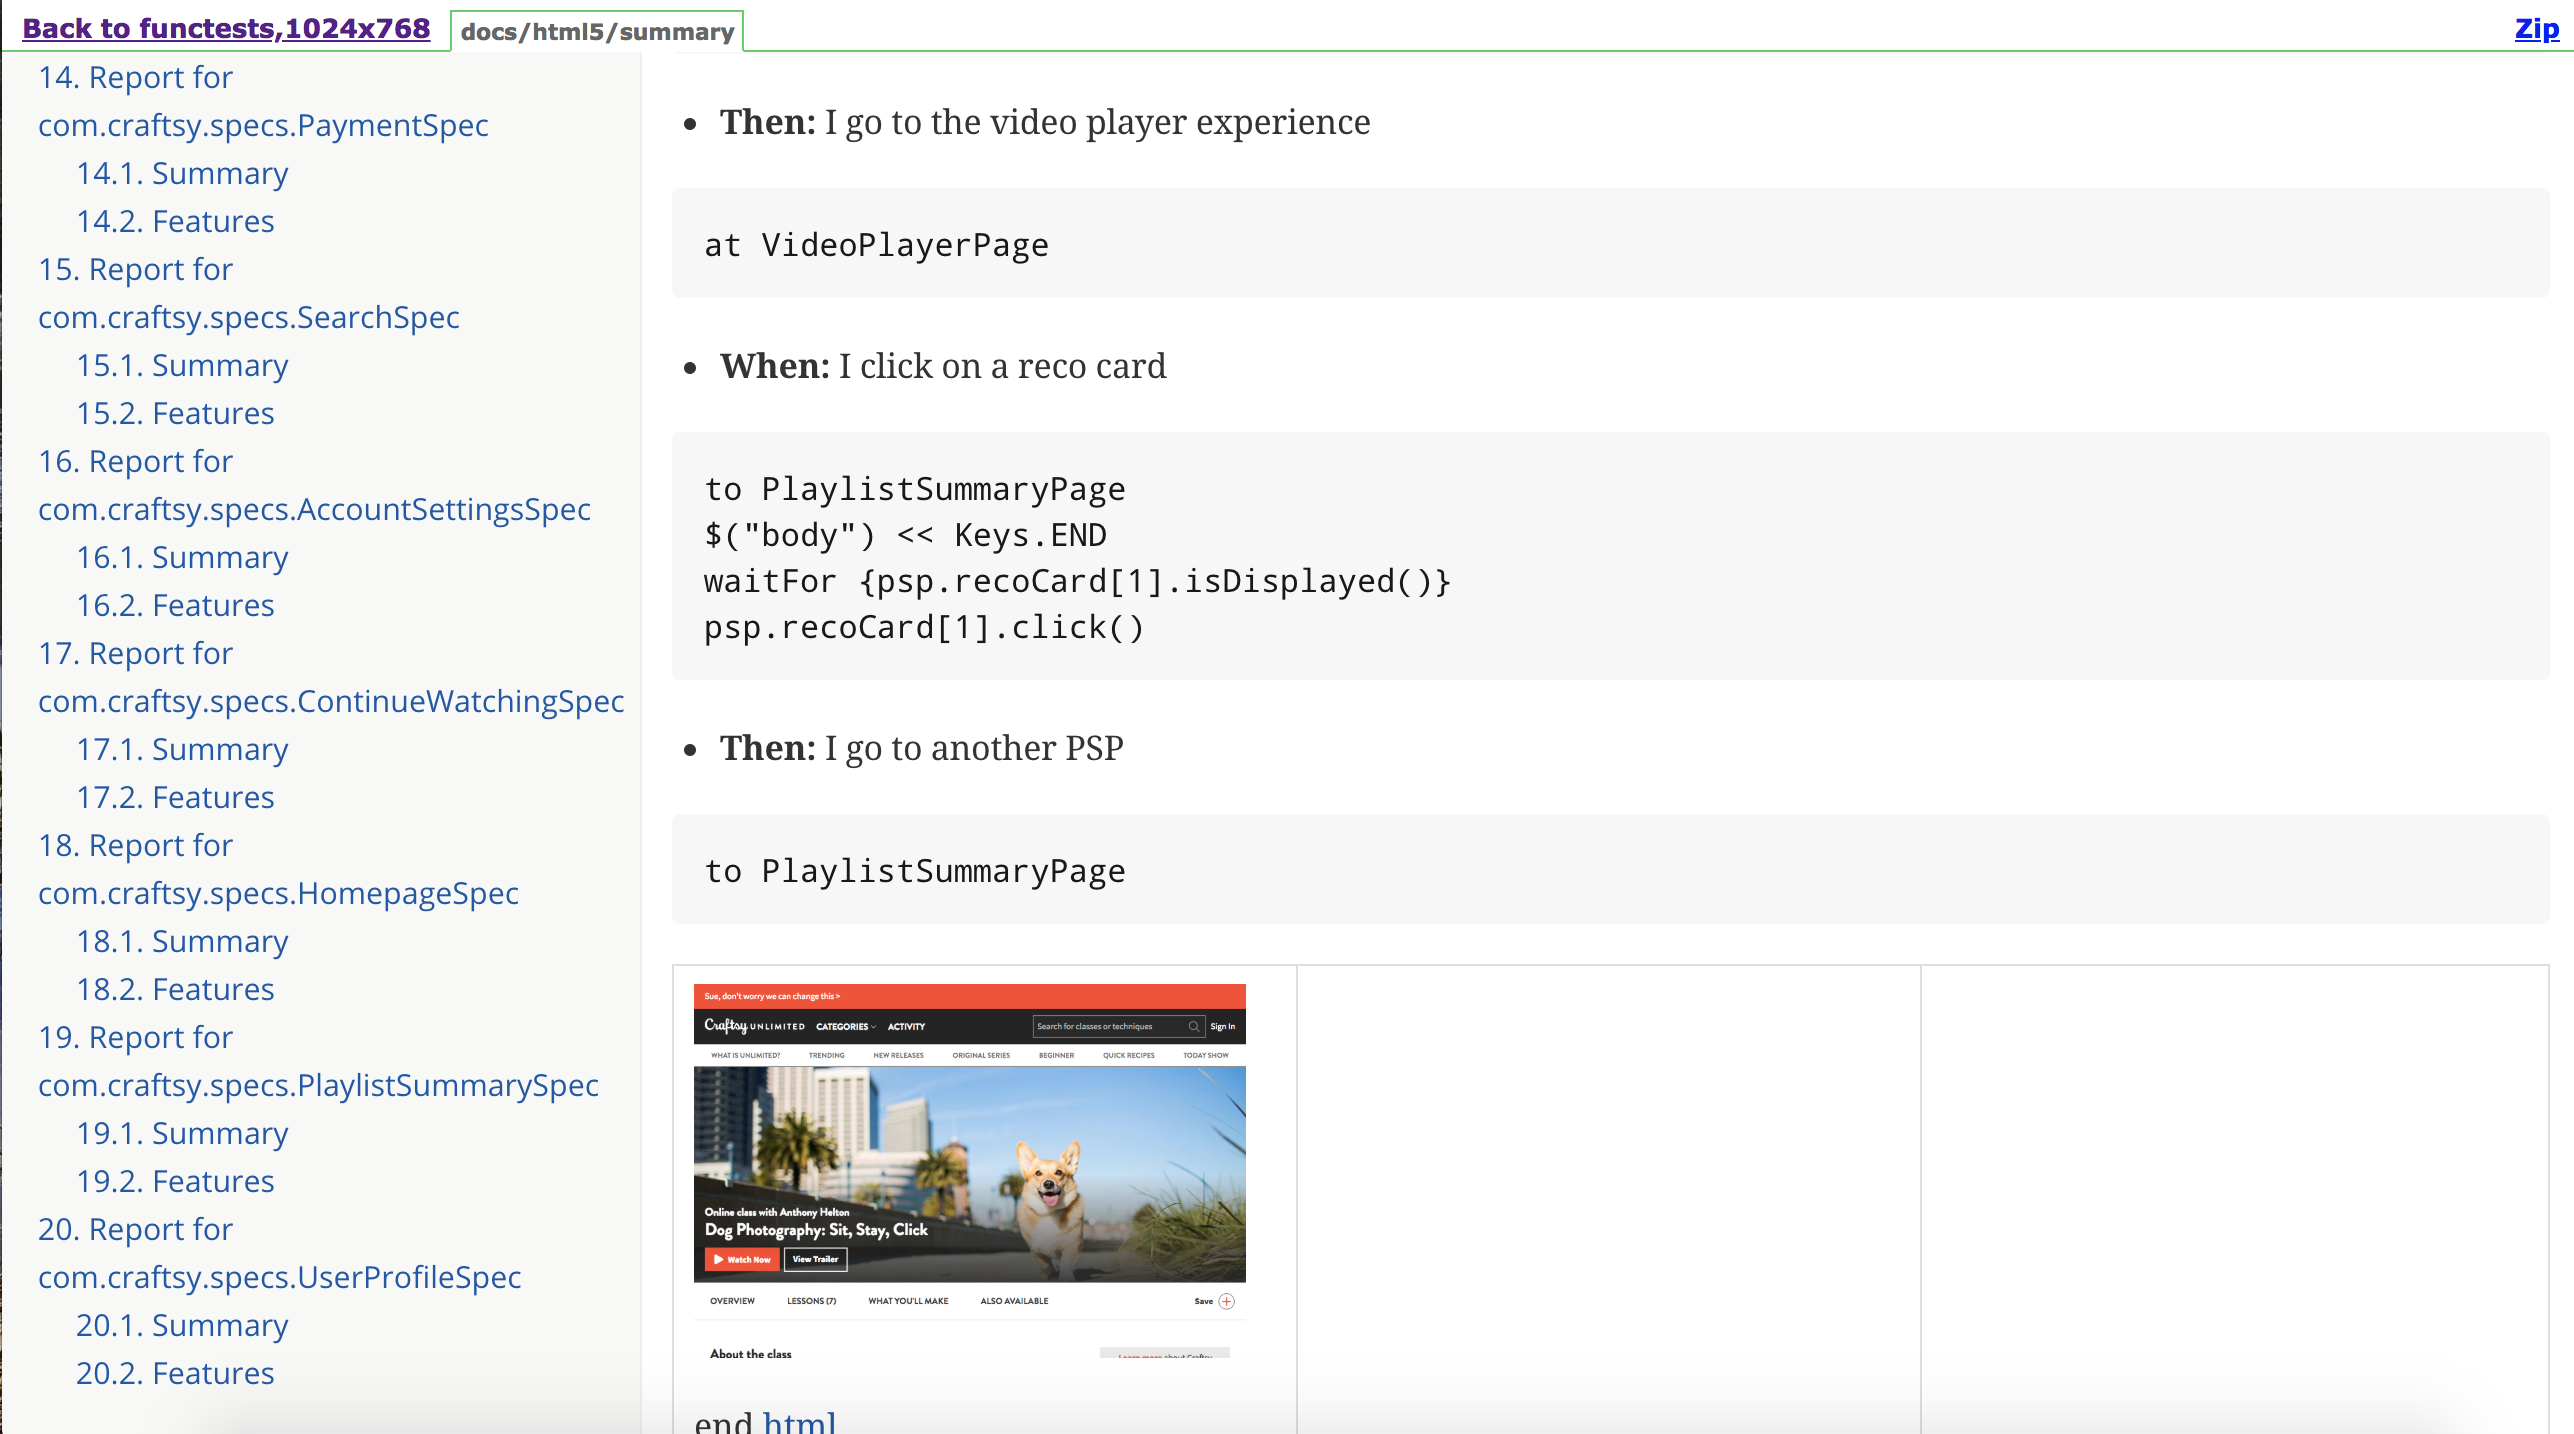 Back to functests,1024x768
docs/html5/summary
Zip
14. Report for
com.craftsy.specs.PaymentSpec
14.1. Summary
14.2. Features
15. Report for
com.craftsy.specs.SearchSpec
15.1. Summary
15.2. Features
16. Report for
com.craftsy.specs.AccountSettingsSpec
16.1. Summary
16.2. Features
17. Report for
com.craftsy.specs.ContinueWatchingSpec
17.1. Summary
17.2. Features
18. Report for
com.craftsy.specs.HomepageSpec
18.1. Summary
18.2. Features
19. Report for
com.craftsy.specs.PlaylistSummarySpec
19.1. Summary
19.2. Features
20. Report for
com.craftsy.specs.UserProfileSpec
20.1. Summary
20.2. Features
• Then: I go to the video player experience
at VideoPlayerPage
• When: I click on a reco card
to PlaylistSummaryPage
$("body") << Keys.END
waitFor {psp.recoCard[1].isDisplayed()}
psp.recoCard[1].click()
• Then: I go to another PSP
to PlaylistSummaryPage
Sue, don't worry we can change this >
Craftsy UNLIMITED CATEGORIES ACTIVITY Search for classes or techniques Sign In
WHAT IS UNLIMITED? TRENDING NEW RELEASES ORIGINAL SERIES BEGINNER QUICK RECIPES TODAY SHOW
Online class with Anthony Helton
Dog Photography: Sit, Stay, Click
Watch Now View Trailer
OVERVIEW LESSONS (7) WHAT YOU'LL MAKE ALSO AVAILABLE Save
About the class
Learn more about Craftsy
end html